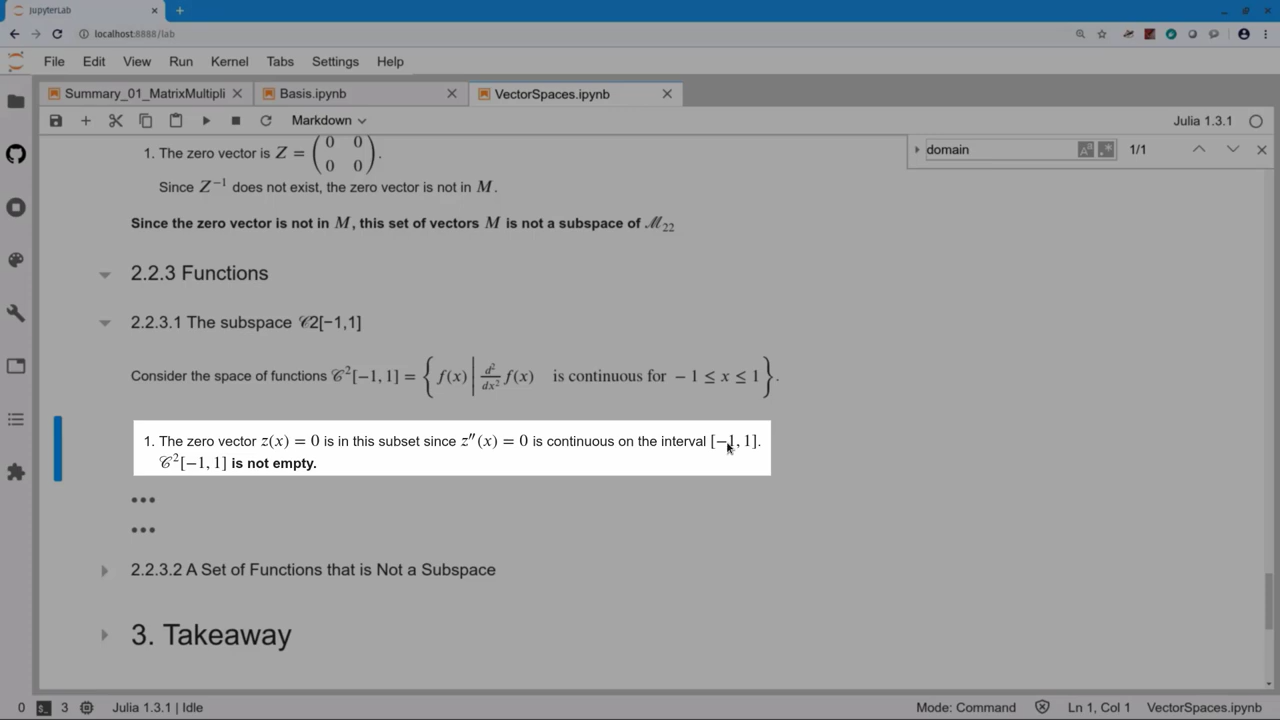 JupyterLab
localhost:8888/lab
File Edit View Run Kernel Tabs Settings Help
Summary_01_MatrixMultipli Basis.ipynb VectorSpaces.ipynb
Markdown Julia 1.3.1
domain 1/1
1. The zero vector is Z = (0 0
0 0).
Since Z⁻¹ does not exist, the zero vector is not in M.
Since the zero vector is not in M, this set of vectors M is not a subspace of ℳ₂₂
2.2.3 Functions
2.2.3.1 The subspace 𝒞2[−1,1]
Consider the space of functions 𝒞²[−1, 1] = { f(x) | d²/dx² f(x) is continuous for − 1 ≤ x ≤ 1 }.
1. The zero vector z(x) = 0 is in this subset since z″(x) = 0 is continuous on the interval [−1, 1].
𝒞²[−1, 1] is not empty.
2.2.3.2 A Set of Functions that is Not a Subspace
3. Takeaway
0 3 Julia 1.3.1 | Idle Mode: Command Ln 1, Col 1 VectorSpaces.ipynb